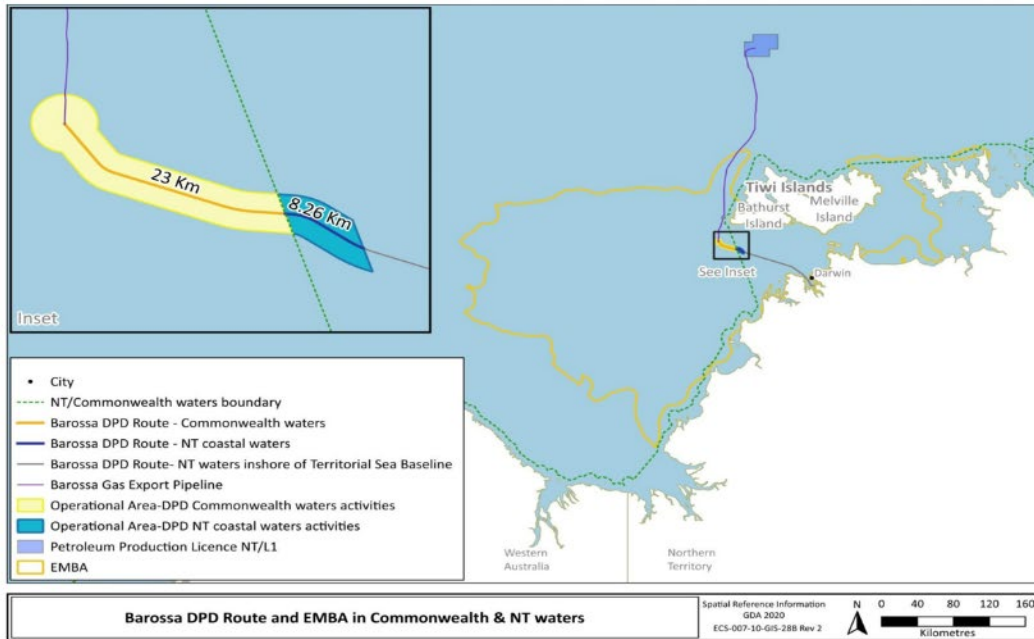 23 Km
8.26 Km
Inset
Tiwi Islands
Bathurst
Island
Melville
Island
See Inset
Darwin
Western
Australia
Northern
Territory
City
NT/Commonwealth waters boundary
Barossa DPD Route - Commonwealth waters
Barossa DPD Route - NT coastal waters
Barossa DPD Route- NT waters inshore of Territorial Sea Baseline
Barossa Gas Export Pipeline
Operational Area-DPD Commonwealth waters activities
Operational Area-DPD NT coastal waters activities
Petroleum Production Licence NT/L1
EMBA
Barossa DPD Route and EMBA in Commonwealth & NT waters
Spatial Reference Information
GDA 2020
ECS-007-10-GIS-28B Rev 2
N
0 40 80 120 160
Kilometres